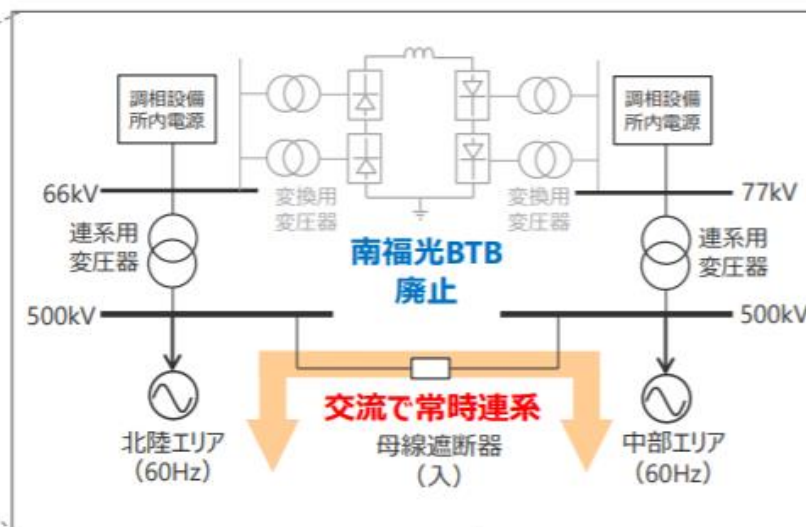 調相設備
所内電源
調相設備
所内電源
66kV
変換用
変圧器
変換用
変圧器
77kV
連系用
変圧器
南福光BTB
廃止
連系用
変圧器
500kV
500kV
交流で常時連系
北陸エリア
(60Hz)
母線遮断器
(入)
中部エリア
(60Hz)